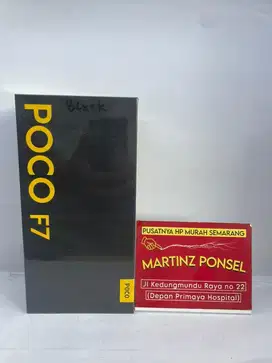 Black
POCO F7
POCO
PUSATNYA HP MURAH SEMARANG
MARTINZ PONSEL
Jl Kedungmundu Raya no 22
(Depan Primaya Hospital)